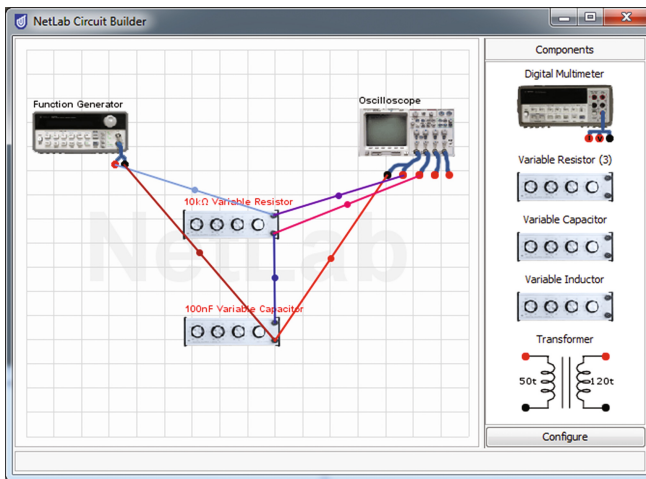 NetLab Circuit Builder
Function Generator
Oscilloscope
10kΩ Variable Resistor
100nF Variable Capacitor
NetLab
Components
Digital Multimeter
Variable Resistor (3)
Variable Capacitor
Variable Inductor
Transformer
50t
120t
Configure